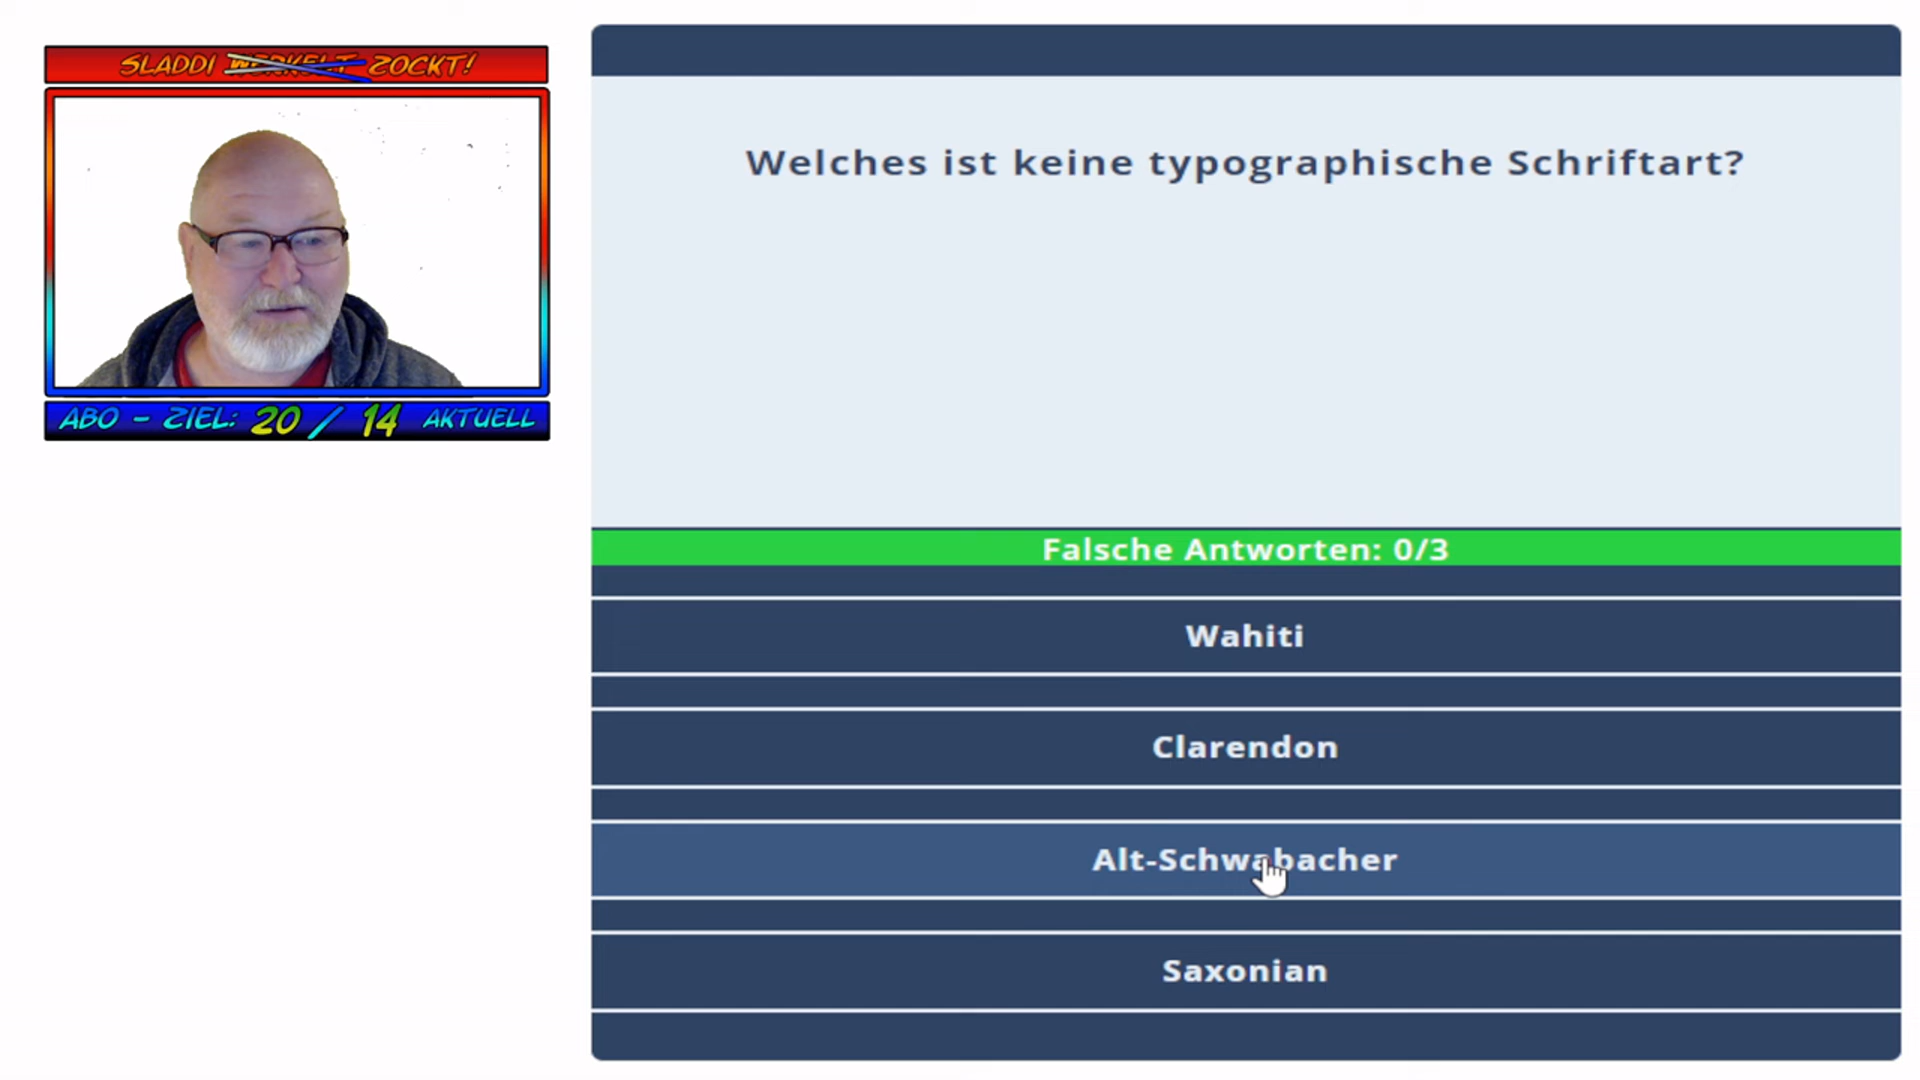 SLADDI WERKELT ZOCKT!
ABO - ZIEL: 20 / 14 AKTUELL
Welches ist keine typographische Schriftart?
Falsche Antworten: 0/3
Wahiti
Clarendon
Alt-Schwabacher
Saxonian